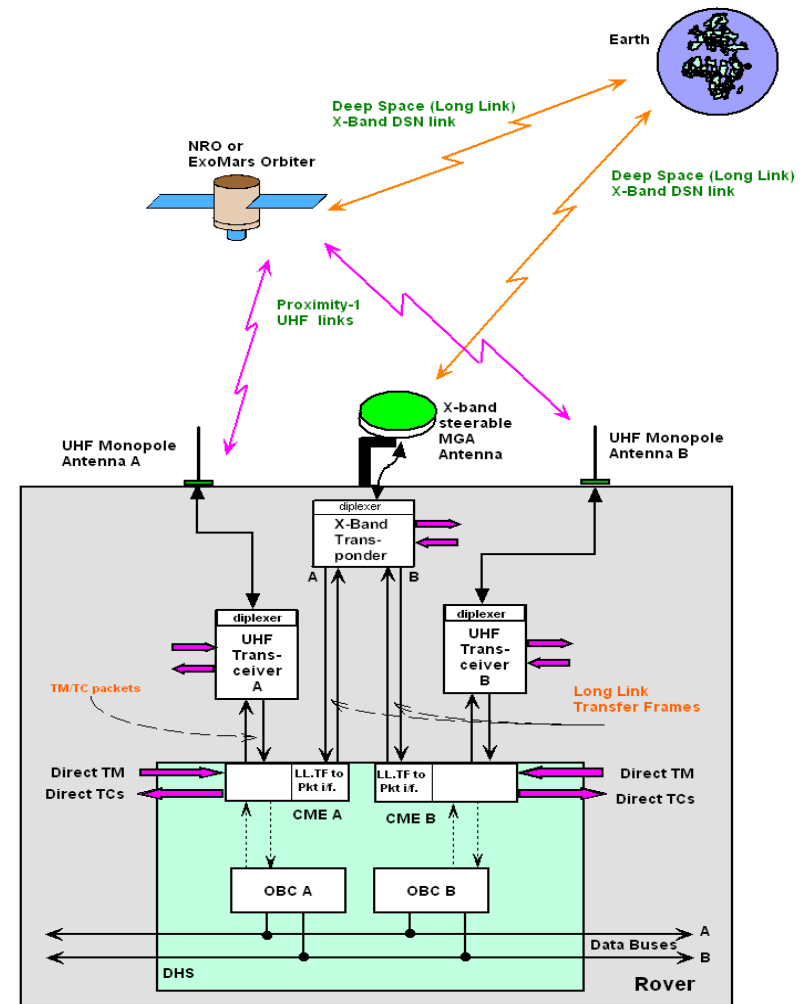 Earth
Deep Space (Long Link)
X-Band DSN link
NRO or
ExoMars Orbiter
Deep Space (Long Link)
X-Band DSN link
Proximity-1
UHF links
X-band
steerable
MGA
Antenna
UHF Monopole
Antenna A
UHF Monopole
Antenna B
diplexer
X-Band
Trans-
ponder
A
B
diplexer
UHF
Trans-
ceiver
A
diplexer
UHF
Trans-
ceiver
B
TM/TC packets
Long Link
Transfer Frames
Direct TM
Direct TCs
LL.TF to
Pkt i/f.
LL.TF to
Pkt i/f.
Direct TM
Direct TCs
CME A
CME B
OBC A
OBC B
A
Data Buses
B
DHS
Rover